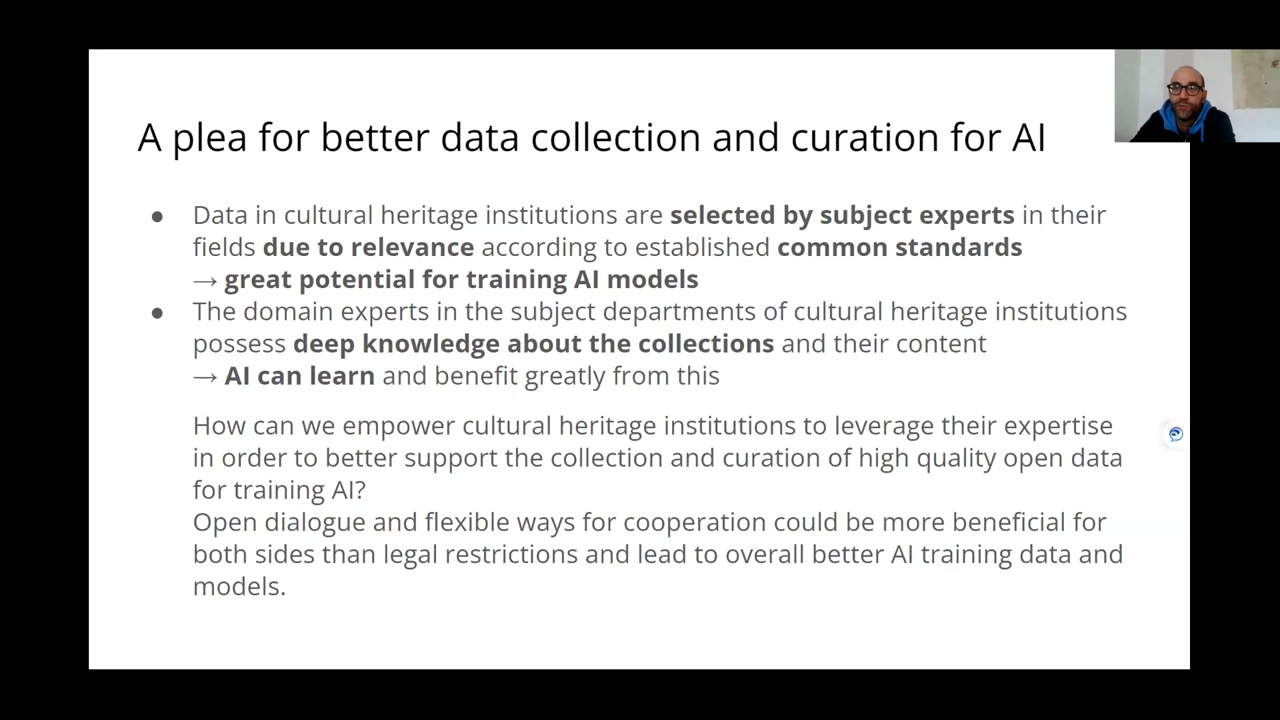 A plea for better data collection and curation for AI
● Data in cultural heritage institutions are selected by subject experts in their
fields due to relevance according to established common standards
→ great potential for training AI models
● The domain experts in the subject departments of cultural heritage institutions
possess deep knowledge about the collections and their content
→ AI can learn and benefit greatly from this
How can we empower cultural heritage institutions to leverage their expertise
in order to better support the collection and curation of high quality open data
for training AI?
Open dialogue and flexible ways for cooperation could be more beneficial for
both sides than legal restrictions and lead to overall better AI training data and
models.